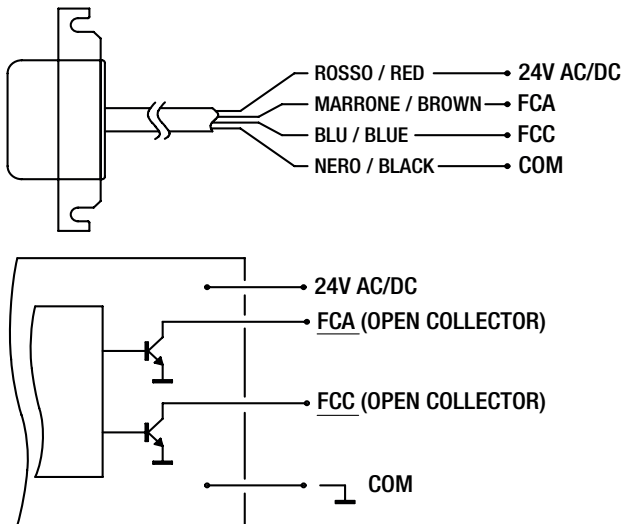 ROSSO / RED 24V AC/DC
MARRONE / BROWN FCA
BLU / BLUE FCC
NERO / BLACK COM
24V AC/DC
FCA (OPEN COLLECTOR)
FCC (OPEN COLLECTOR)
COM